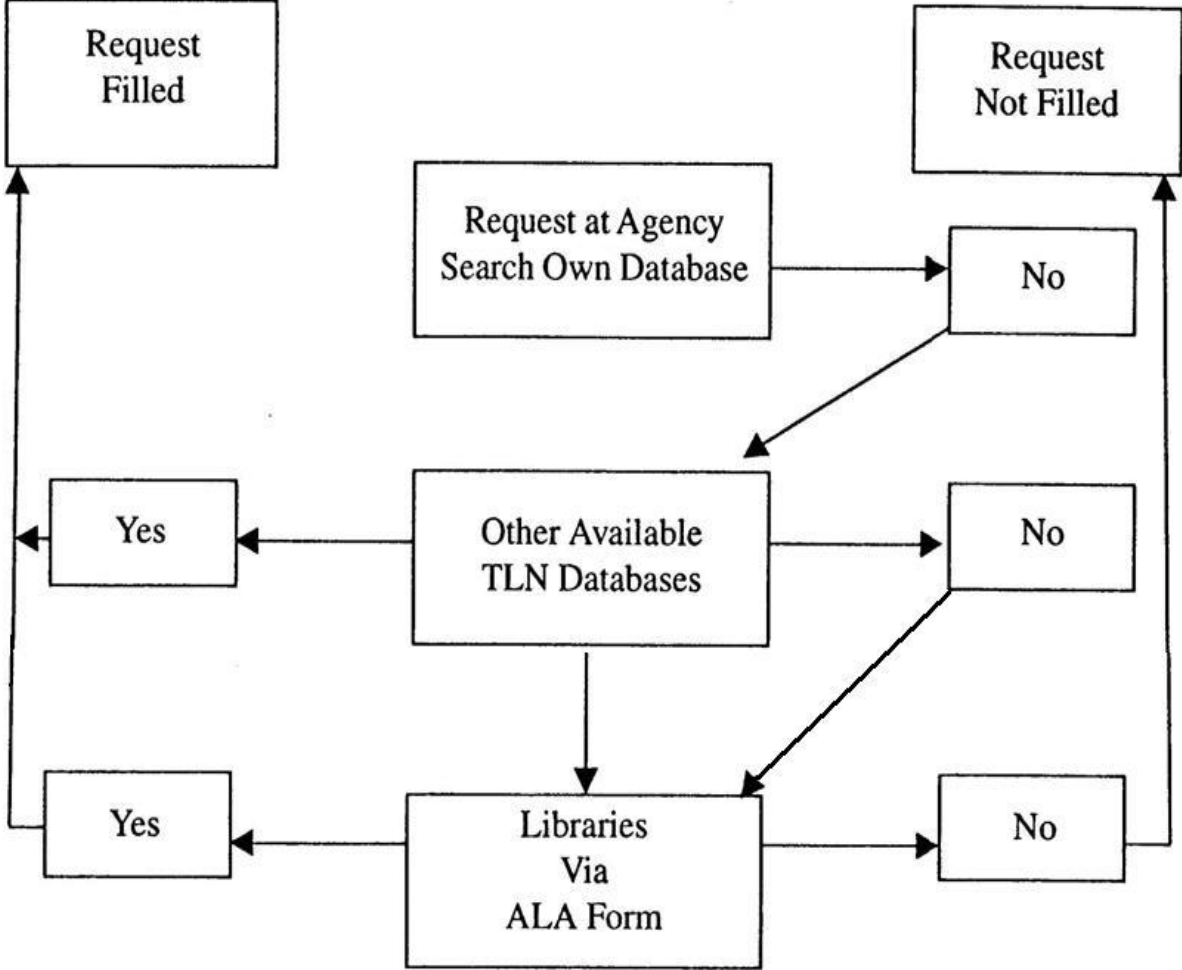 Request
Filled
Request
Not Filled
Request at Agency
Search Own Database
No
Yes
Other Available
TLN Databases
No
Yes
Libraries
Via
ALA Form
No